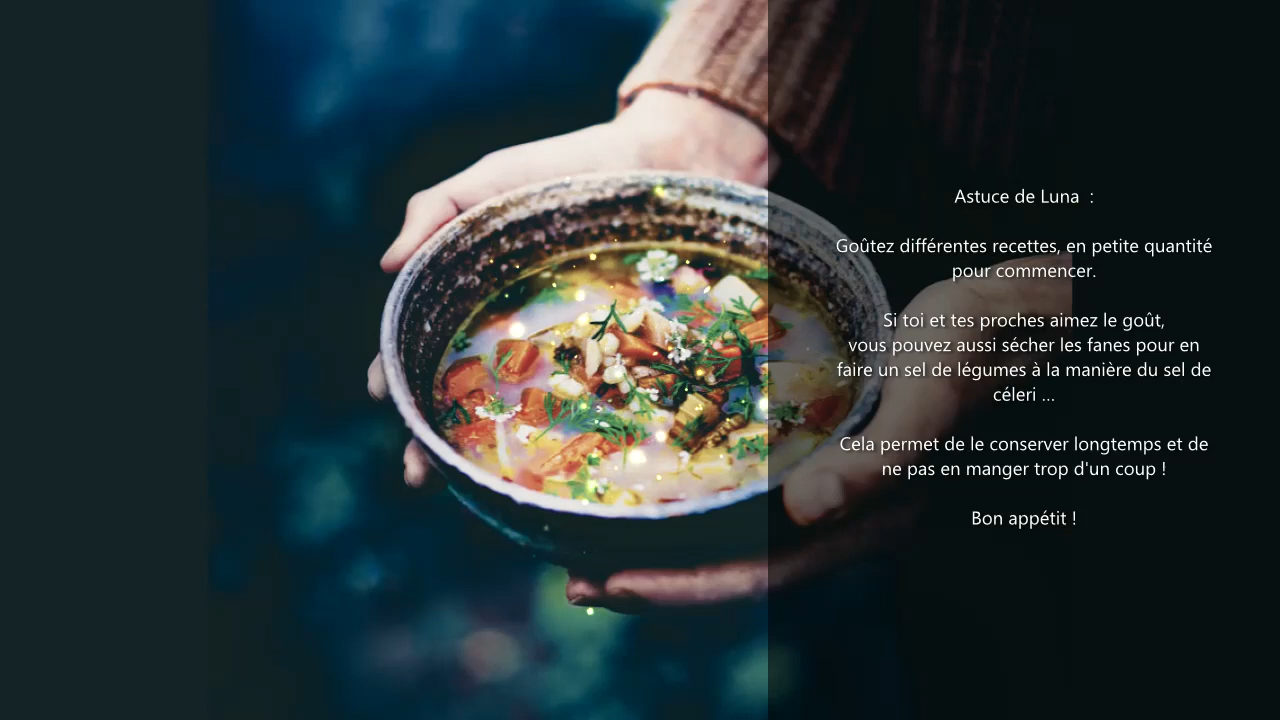 Astuce de Luna  :
Goûtez différentes recettes, en petite quantité
pour commencer.
Si toi et tes proches aimez le goût,
vous pouvez aussi sécher les fanes pour en
faire un sel de légumes à la manière du sel de
céleri ...
Cela permet de le conserver longtemps et de
ne pas en manger trop d'un coup !
Bon appétit !